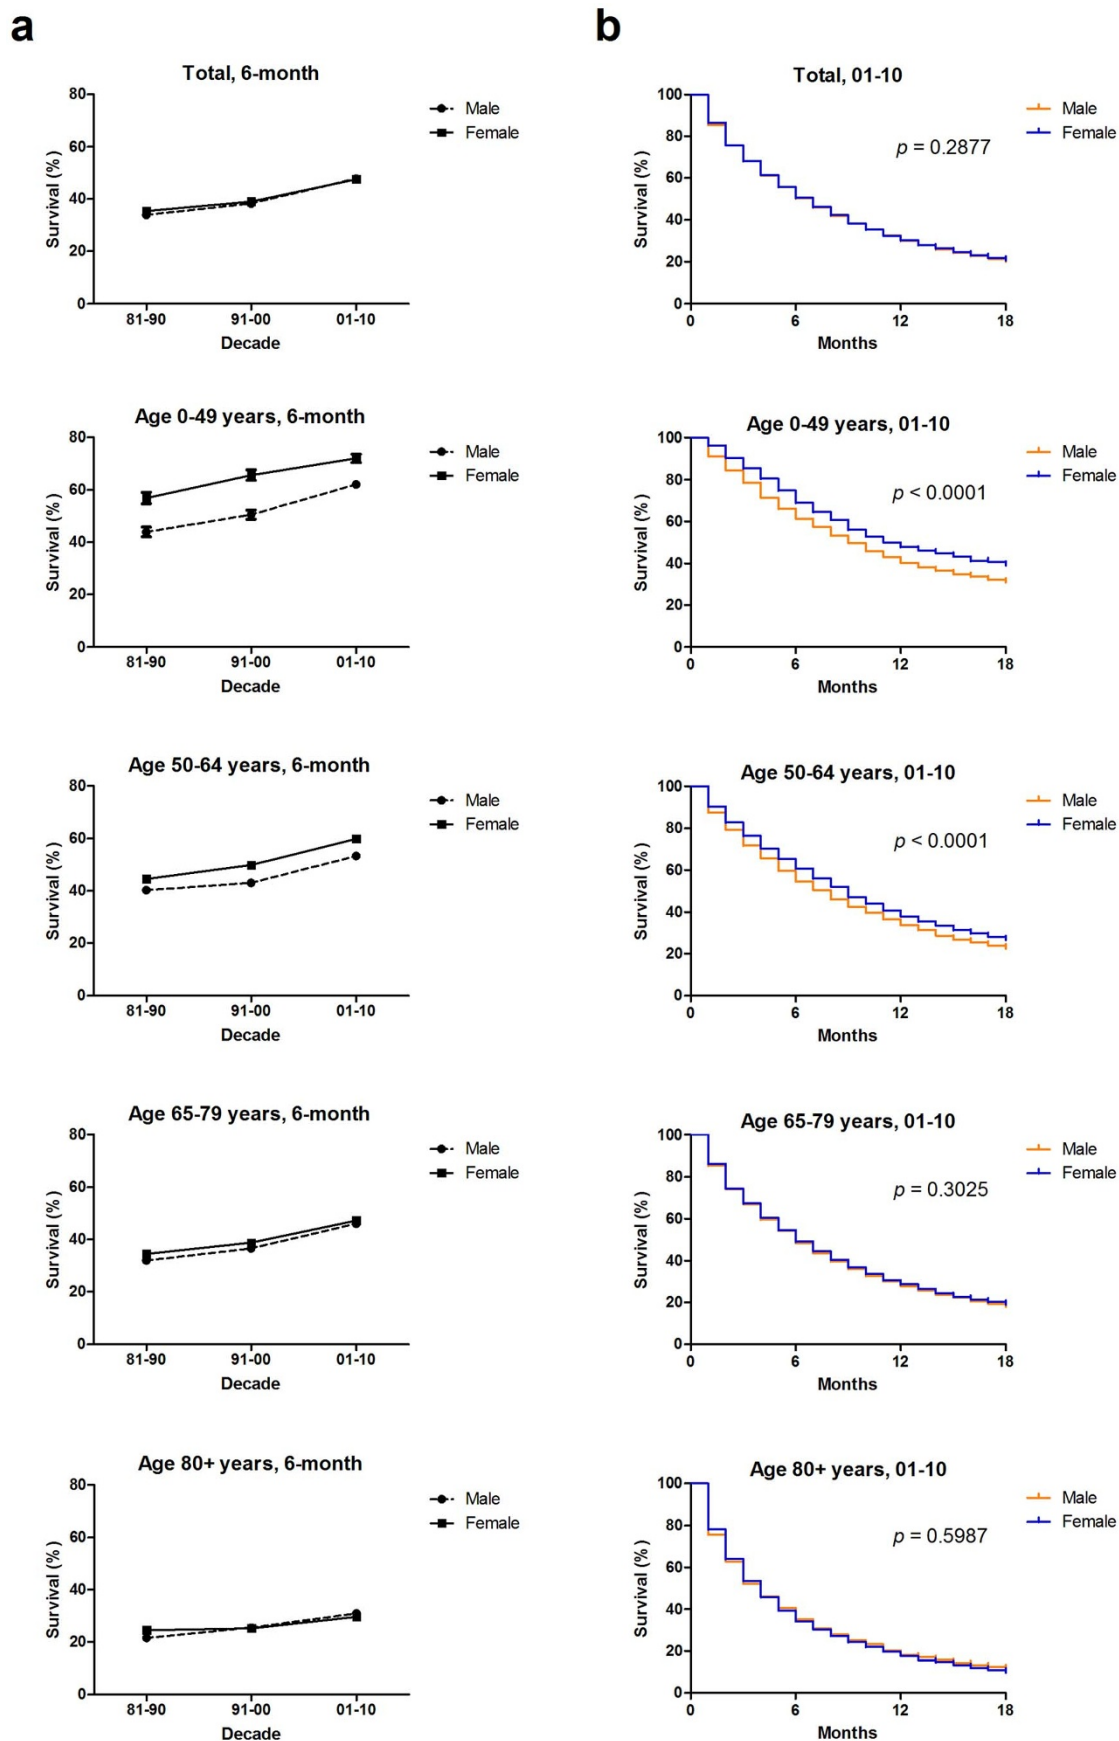 a
b
Total, 6-month
80
60
40
20
0
Survival (%)
81-90 91-00 01-10
Decade
Male
Female
Total, 01-10
100
80
60
40
20
0
Survival (%)
0 6 12 18
Months
p = 0.2877
Male
Female
Age 0-49 years, 6-month
80
60
40
20
0
Survival (%)
81-90 91-00 01-10
Decade
Male
Female
Age 0-49 years, 01-10
100
80
60
40
20
0
Survival (%)
0 6 12 18
Months
p < 0.0001
Male
Female
Age 50-64 years, 6-month
80
60
40
20
0
Survival (%)
81-90 91-00 01-10
Decade
Male
Female
Age 50-64 years, 01-10
100
80
60
40
20
0
Survival (%)
0 6 12 18
Months
p < 0.0001
Male
Female
Age 65-79 years, 6-month
80
60
40
20
0
Survival (%)
81-90 91-00 01-10
Decade
Male
Female
Age 65-79 years, 01-10
100
80
60
40
20
0
Survival (%)
0 6 12 18
Months
p = 0.3025
Male
Female
Age 80+ years, 6-month
80
60
40
20
0
Survival (%)
81-90 91-00 01-10
Decade
Male
Female
Age 80+ years, 01-10
100
80
60
40
20
0
Survival (%)
0 6 12 18
Months
p = 0.5987
Male
Female